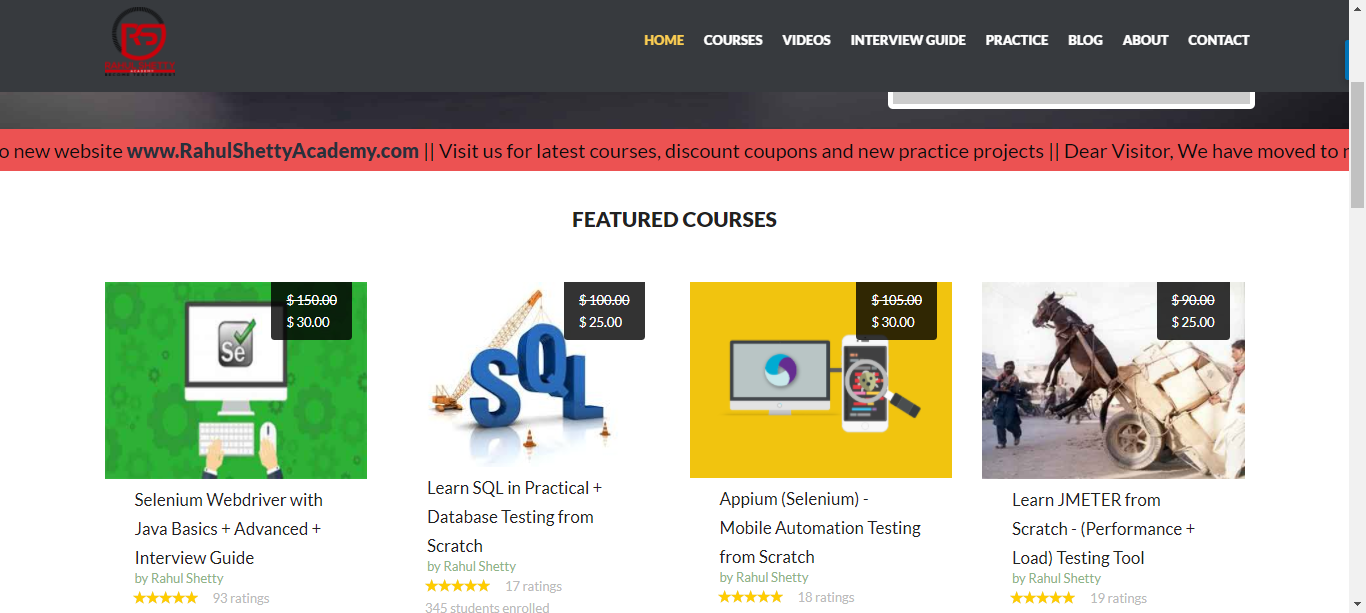 RS
RAHUL SHETTY
ACADEMY
HOME COURSES VIDEOS INTERVIEW GUIDE PRACTICE BLOG ABOUT CONTACT
o new website www.RahulShettyAcademy.com || Visit us for latest courses, discount coupons and new practice projects || Dear Visitor, We have moved to
FEATURED COURSES
$ 150.00
$ 30.00
Se
Selenium Webdriver with
Java Basics + Advanced +
Interview Guide
by Rahul Shetty
93 ratings
$ 100.00
$ 25.00
SQL
Learn SQL in Practical +
Database Testing from
Scratch
by Rahul Shetty
17 ratings
345 students enrolled
$ 105.00
$ 30.00
Appium (Selenium) -
Mobile Automation Testing
from Scratch
by Rahul Shetty
18 ratings
$ 90.00
$ 25.00
Learn JMETER from
Scratch - (Performance +
Load) Testing Tool
by Rahul Shetty
19 ratings